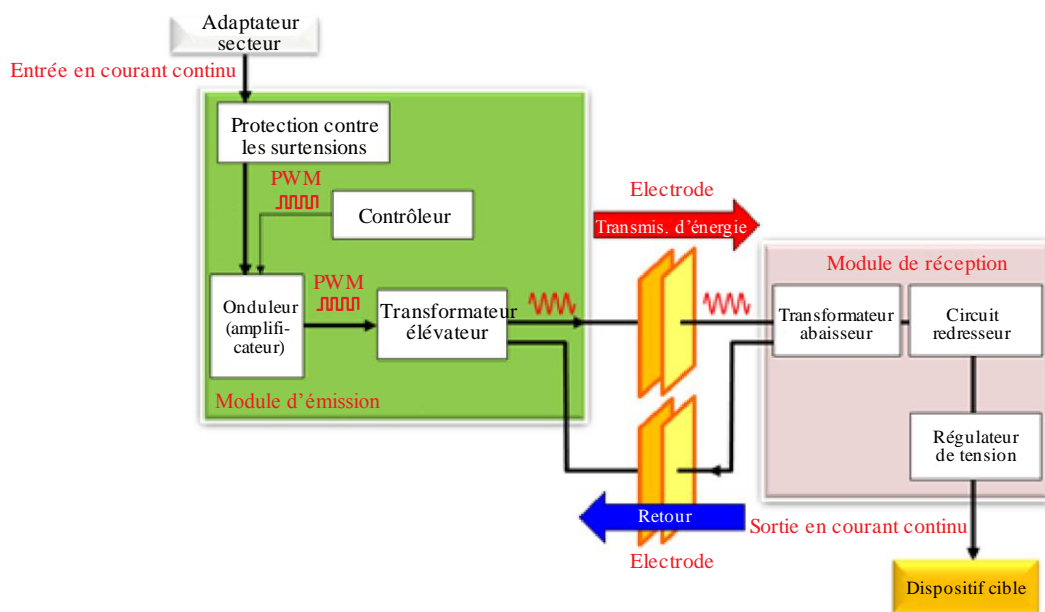 Adaptateur
secteur
Entrée en courant continu
Protection contre
les surtensions
PWM
Contrôleur
Electrode
Transmis. d'énergie
Module de réception
PWM
Onduleur
(amplifi-
cateur)
Transformateur
élévateur
Transformateur
abaisseur
Circuit
redresseur
Module d'émission
Régulateur
de tension
Retour
Sortie en courant continu
Electrode
Dispositif cible